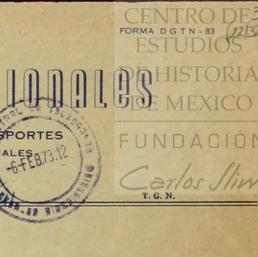 CENTRO DE
FORMA DGTN - 83
ESTUDIOS
DE HISTORIA
IONALES
DE MEXICO
SPORTES
FUNDACIÓN
ALES
-6 FEB.73.12
Carlos Slim
T. G. N.